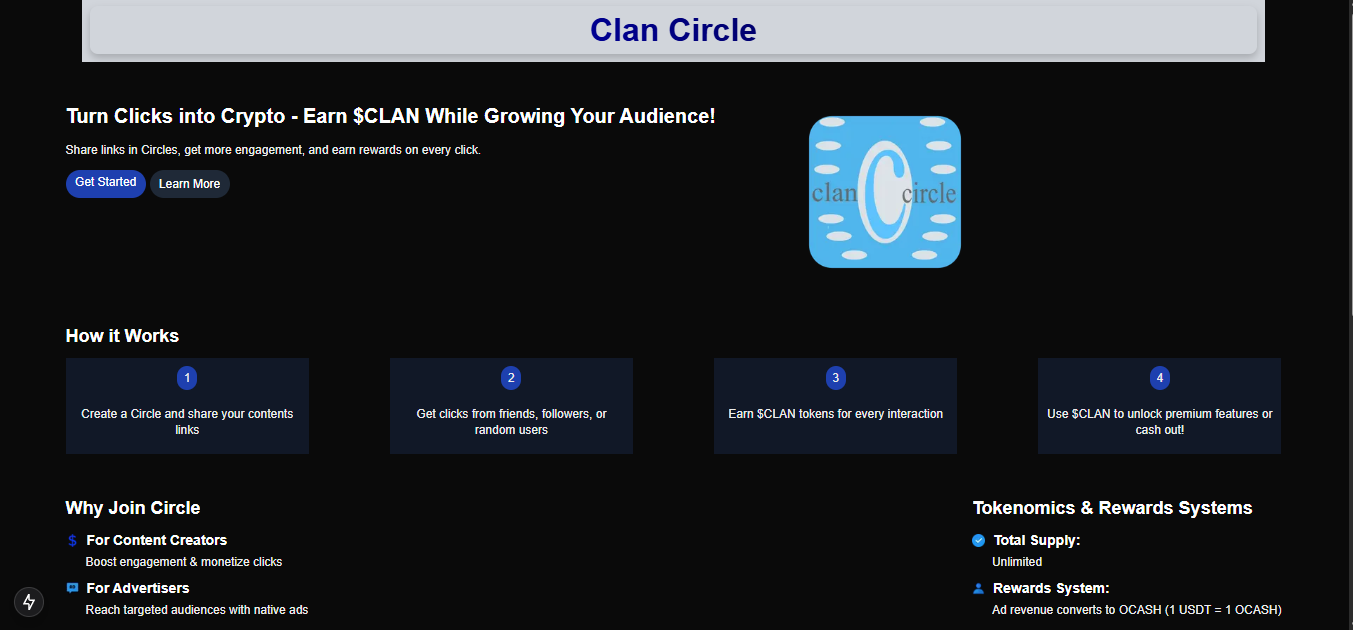 Clan Circle
Turn Clicks into Crypto - Earn $CLAN While Growing Your Audience!
Share links in Circles, get more engagement, and earn rewards on every click.
Get Started
Learn More
clan
circle
How it Works
1
Create a Circle and share your contents
links
2
Get clicks from friends, followers, or
random users
3
Earn $CLAN tokens for every interaction
4
Use $CLAN to unlock premium features or
cash out!
Why Join Circle
$ For Content Creators
Boost engagement & monetize clicks
For Advertisers
Reach targeted audiences with native ads
Tokenomics & Rewards Systems
Total Supply:
Unlimited
Rewards System:
Ad revenue converts to OCASH (1 USDT = 1 OCASH)